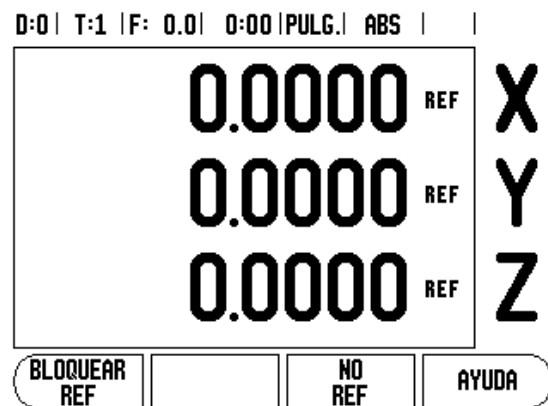 D:0 | T:1 | F: 0.0 | 0:00 | PULG. | ABS | |
0.0000 REF X
0.0000 REF Y
0.0000 REF Z
BLOQUEAR
REF
NO
REF
AYUDA